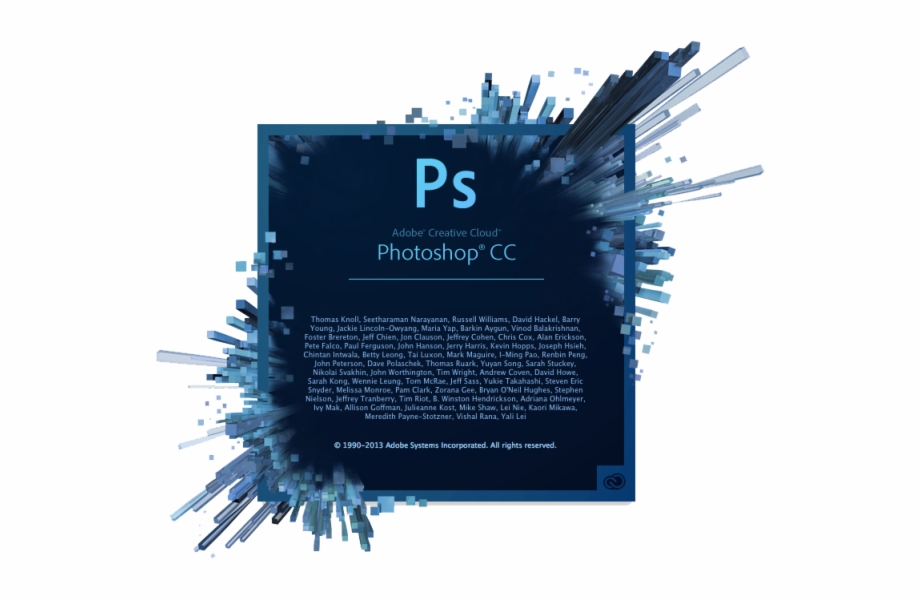 Ps
Adobe® Creative Cloud™
Photoshop® CC
Thomas Knoll, Seetharaman Narayanan, Russell Williams, David Hackel, Barry
Young, Jackie Lincoln-Owyang, Maria Yap, Barkin Aygun, Vinod Balakrishnan,
Foster Brereton, Jeff Chien, Jon Clauson, Jeffrey Cohen, Chris Cox, Alan Erickson,
Pete Falco, Paul Ferguson, John Hanson, Jerry Harris, Kevin Hopps, Joseph Hsieh,
Chintan Intwala, Betty Leong, Tai Luxon, Mark Maguire, I-Ming Pao, Renbin Peng,
John Peterson, Dave Polaschek, Thomas Ruark, Yuyan Song, Sarah Stuckey,
Nikolai Svakhin, John Worthington, Tim Wright, Andrew Coven, David Howe,
Sarah Kong, Wennie Leung, Tom McRae, Jeff Sass, Yukie Takahashi, Steven Eric
Snyder, Melissa Monroe, Pam Clark, Zorana Gee, Bryan O'Neil Hughes, Stephen
Nielson, Jeffrey Tranberry, Tim Riot, B. Winston Hendrickson, Adriana Ohlmeyer,
Ivy Mak, Allison Goffman, Julieanne Kost, Mike Shaw, Lei Nie, Kaori Mikawa,
Meredith Payne-Stotzner, Vishal Rana, Yali Lei
© 1990-2013 Adobe Systems Incorporated. All rights reserved.